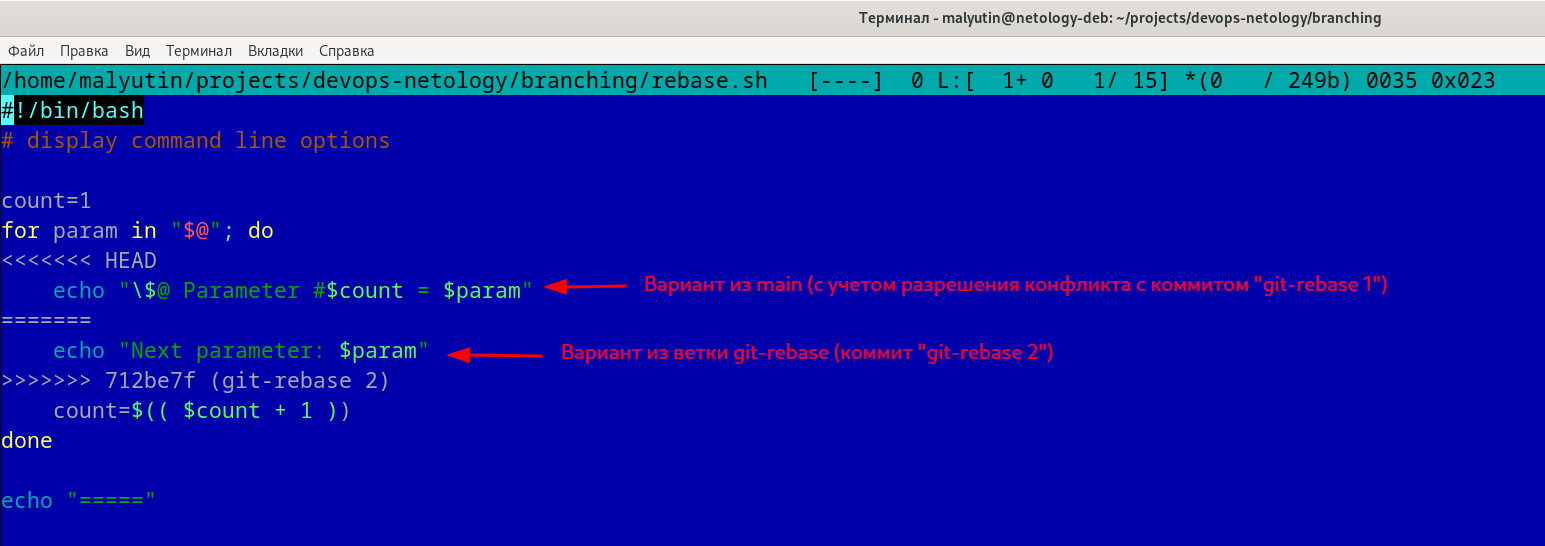 Терминал - malyutin@netology-deb: ~/projects/devops-netology/branching
Файл Правка Вид Терминал Вкладки Справка
/home/malyutin/projects/devops-netology/branching/rebase.sh [----] 0 L:[ 1+ 0 1/ 15] *(0 / 249b) 0035 0x023
#!/bin/bash
# display command line options
count=1
for param in "$@"; do
<<<<<<< HEAD
echo "\$@ Parameter #$count = $param" Вариант из main (с учетом разрешения конфликта с коммитом "git-rebase 1")
=======
echo "Next parameter: $param" Вариант из ветки git-rebase (коммит "git-rebase 2")
>>>>>>> 712be7f (git-rebase 2)
count=$(( $count + 1 ))
done
echo "====="